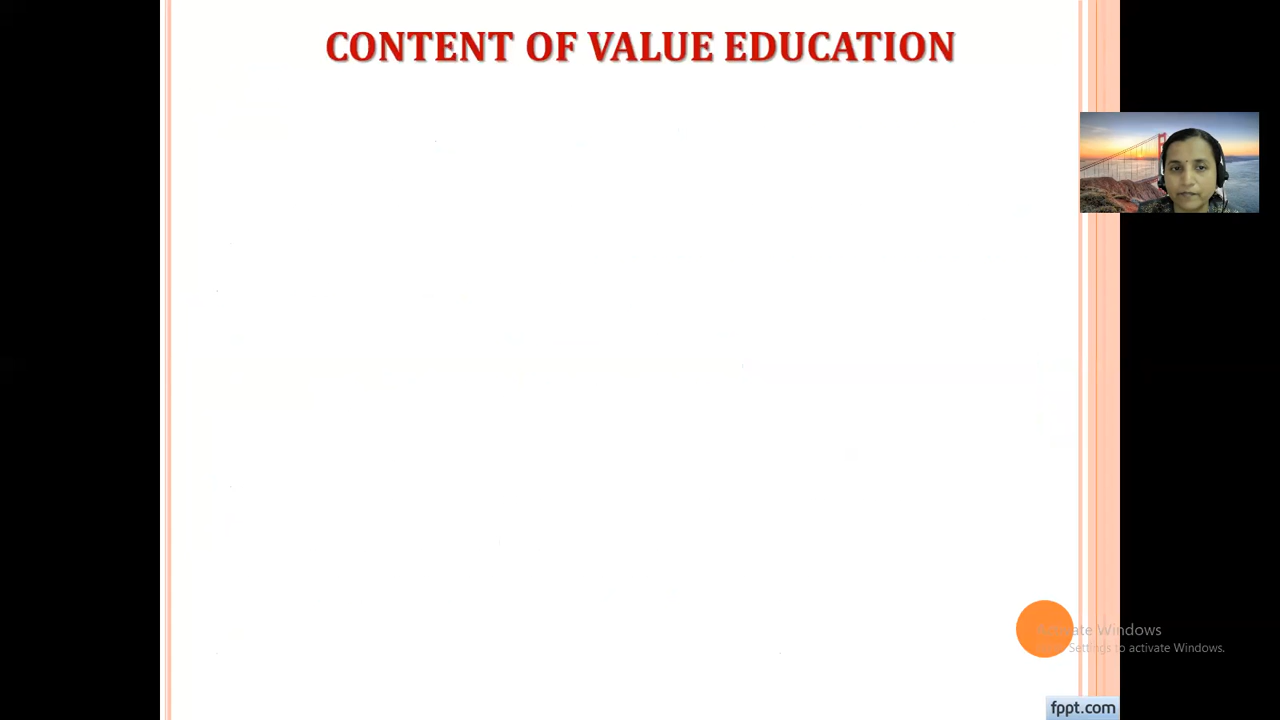 CONTENT OF VALUE EDUCATION
Activate Windows
Settings to activate Windows.
fppt.com